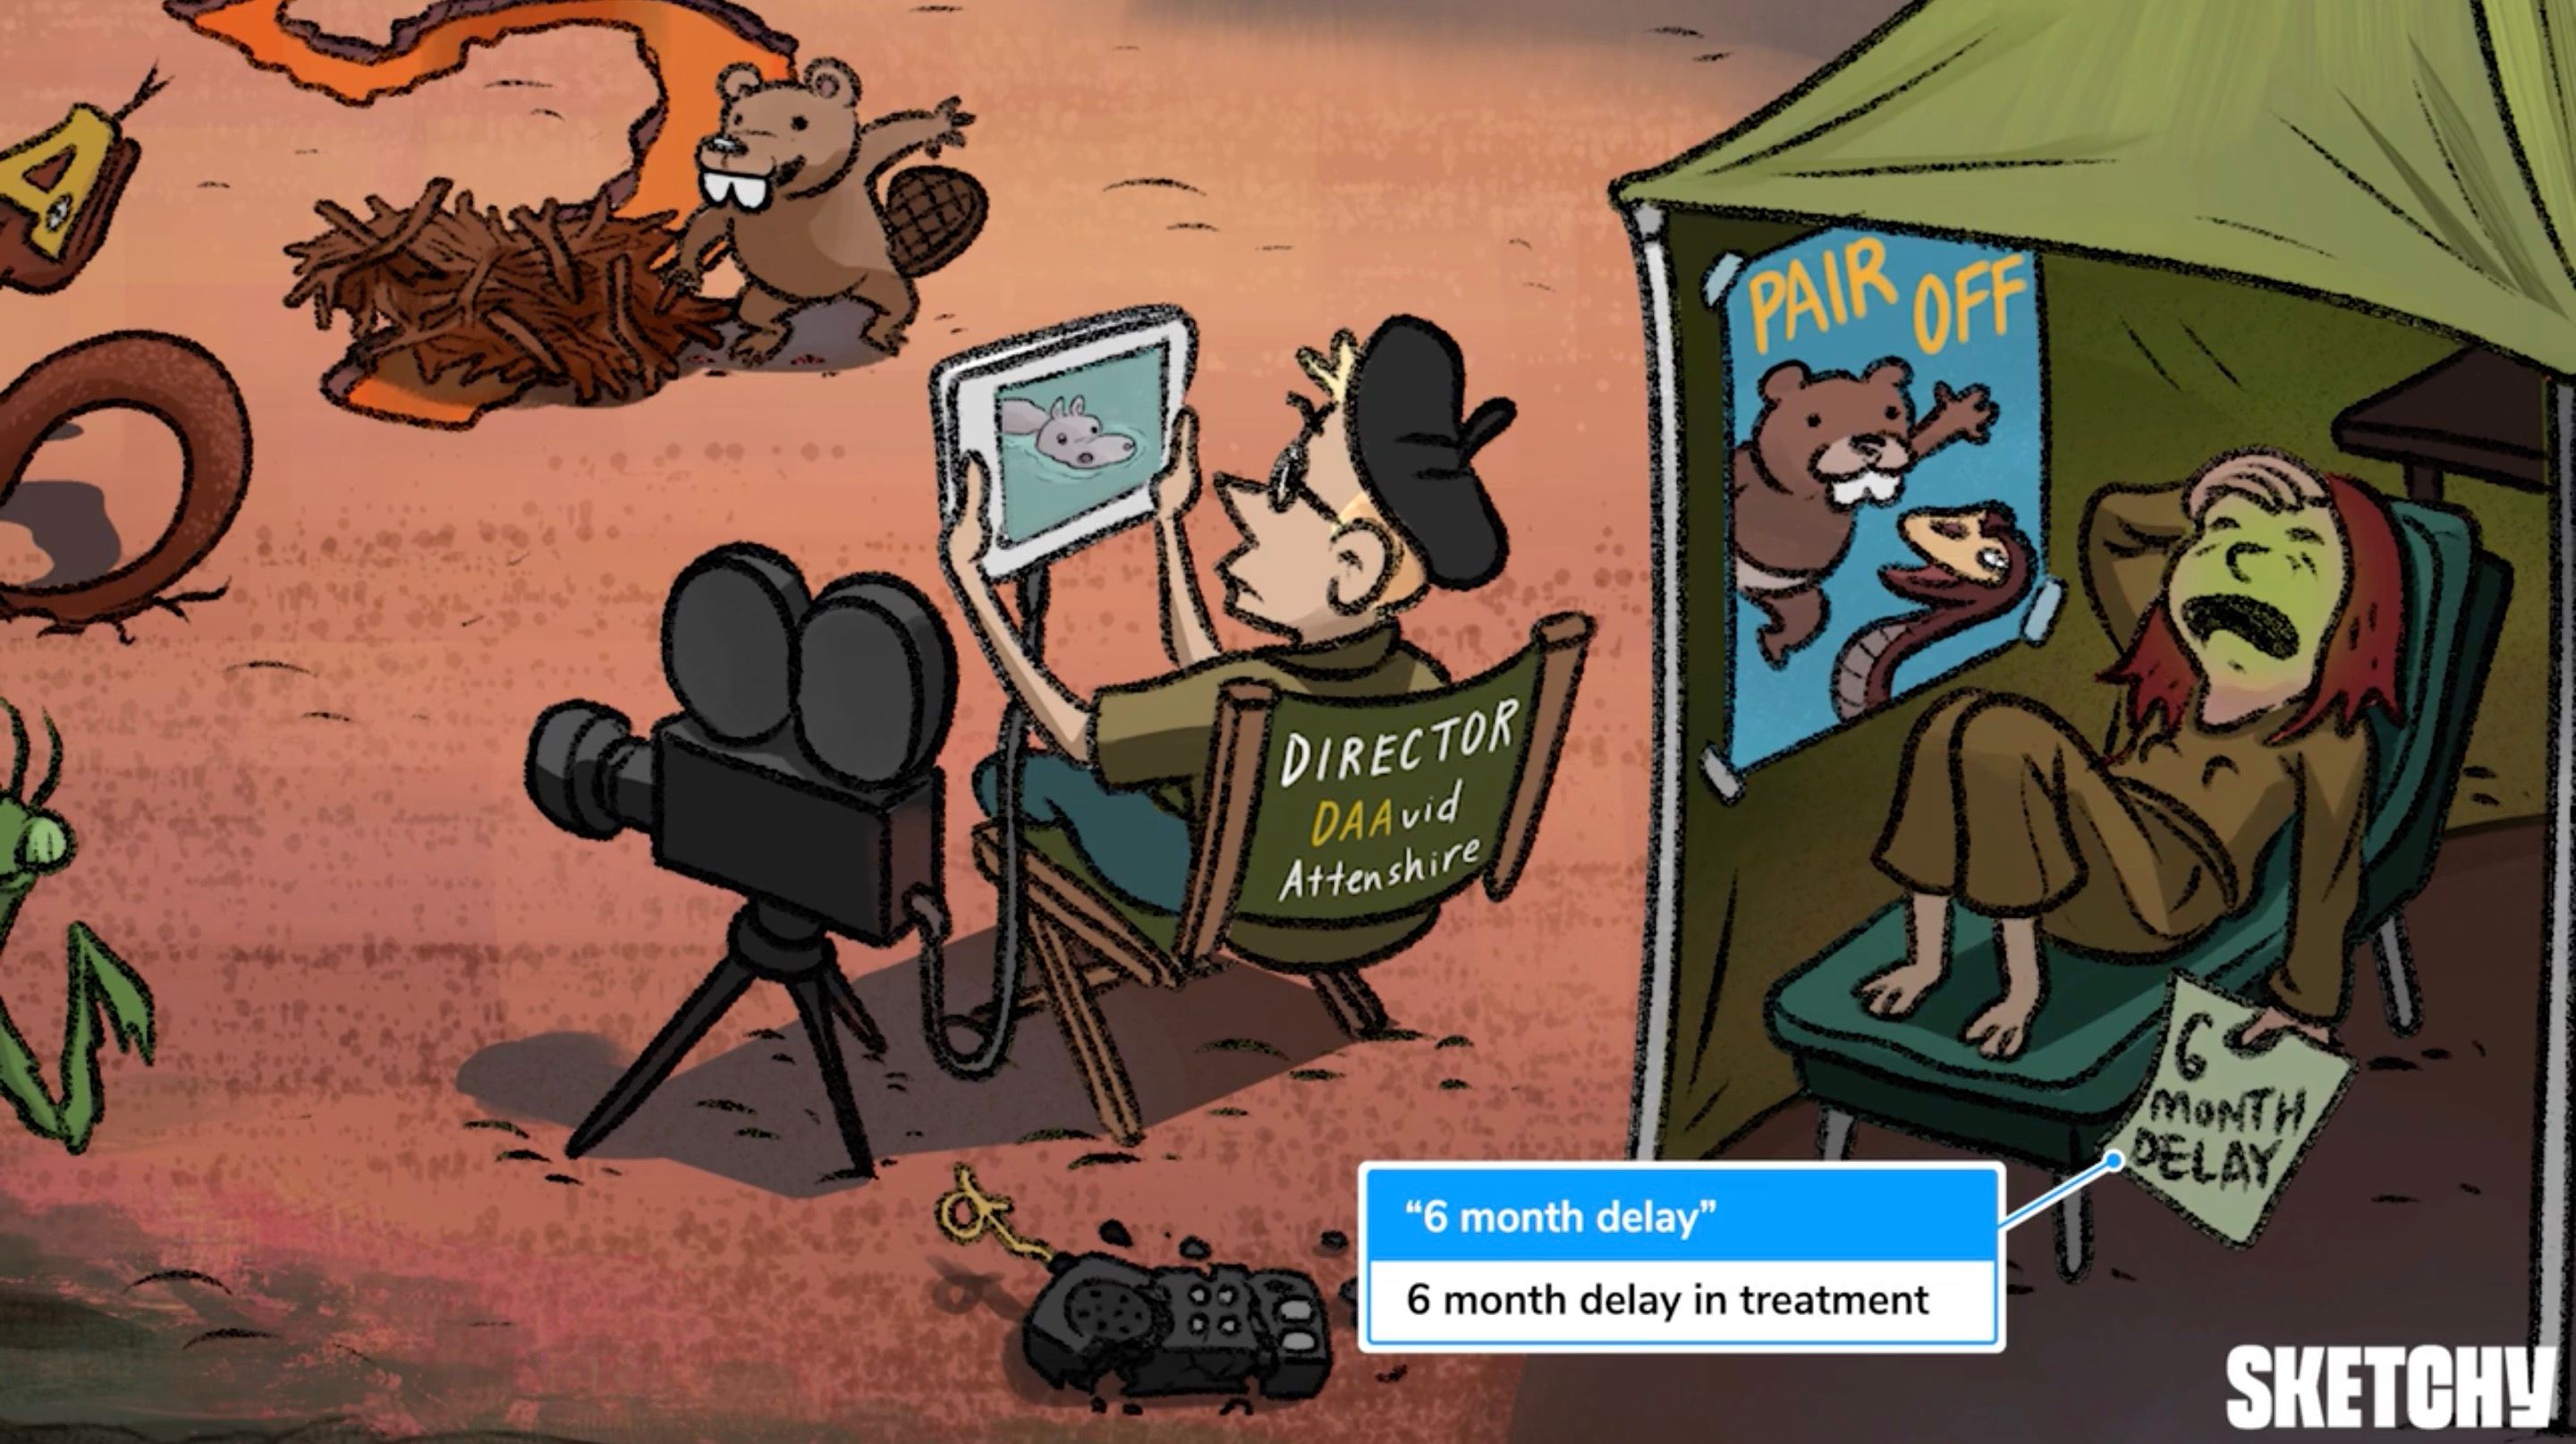 A
PAIR OFF
DIRECTOR
DAAvid
Attenshire
6
MONTH
DELAY
“6 month delay”
6 month delay in treatment
SKETCHY